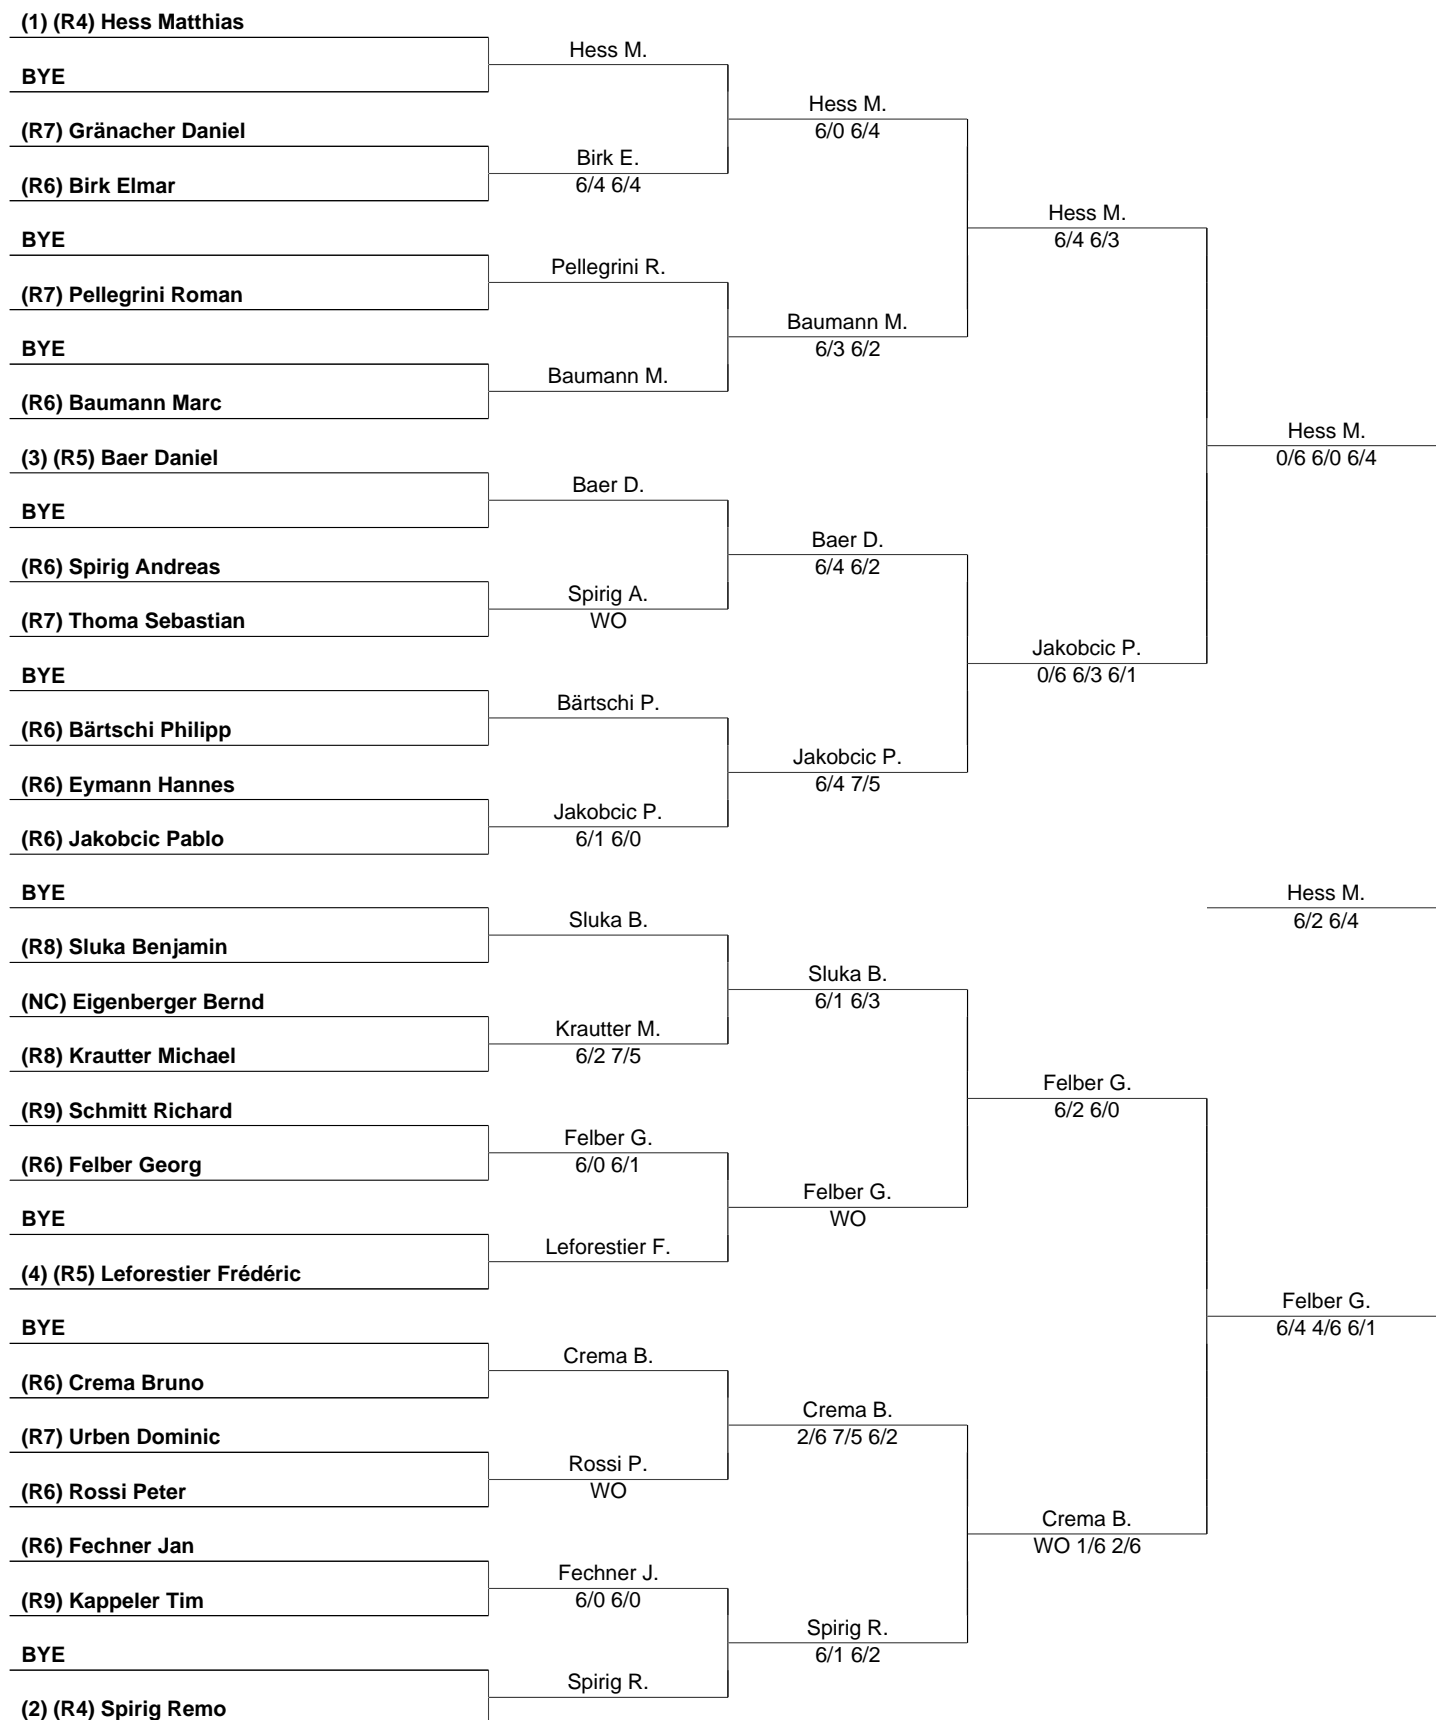 (1) (R4) Hess Matthias
Hess M.
BYE
Hess M.
6/0 6/4
(R7) Gränacher Daniel
Birk E.
6/4 6/4
(R6) Birk Elmar
Hess M.
6/4 6/3
BYE
Pellegrini R.
(R7) Pellegrini Roman
Baumann M.
6/3 6/2
BYE
Baumann M.
(R6) Baumann Marc
Hess M.
0/6 6/0 6/4
(3) (R5) Baer Daniel
Baer D.
BYE
Baer D.
6/4 6/2
(R6) Spirig Andreas
Spirig A.
WO
(R7) Thoma Sebastian
Jakobcic P.
0/6 6/3 6/1
BYE
Bärtschi P.
(R6) Bärtschi Philipp
Jakobcic P.
6/4 7/5
(R6) Eymann Hannes
Jakobcic P.
6/1 6/0
(R6) Jakobcic Pablo
BYE
Hess M.
6/2 6/4
Sluka B.
(R8) Sluka Benjamin
Sluka B.
6/1 6/3
(NC) Eigenberger Bernd
Krautter M.
6/2 7/5
(R8) Krautter Michael
Felber G.
6/2 6/0
(R9) Schmitt Richard
Felber G.
6/0 6/1
(R6) Felber Georg
Felber G.
WO
BYE
Leforestier F.
(4) (R5) Leforestier Frédéric
Felber G.
6/4 4/6 6/1
BYE
Crema B.
(R6) Crema Bruno
Crema B.
2/6 7/5 6/2
(R7) Urben Dominic
Rossi P.
WO
(R6) Rossi Peter
Crema B.
WO 1/6 2/6
(R6) Fechner Jan
Fechner J.
6/0 6/0
(R9) Kappeler Tim
Spirig R.
6/1 6/2
BYE
Spirig R.
(2) (R4) Spirig Remo